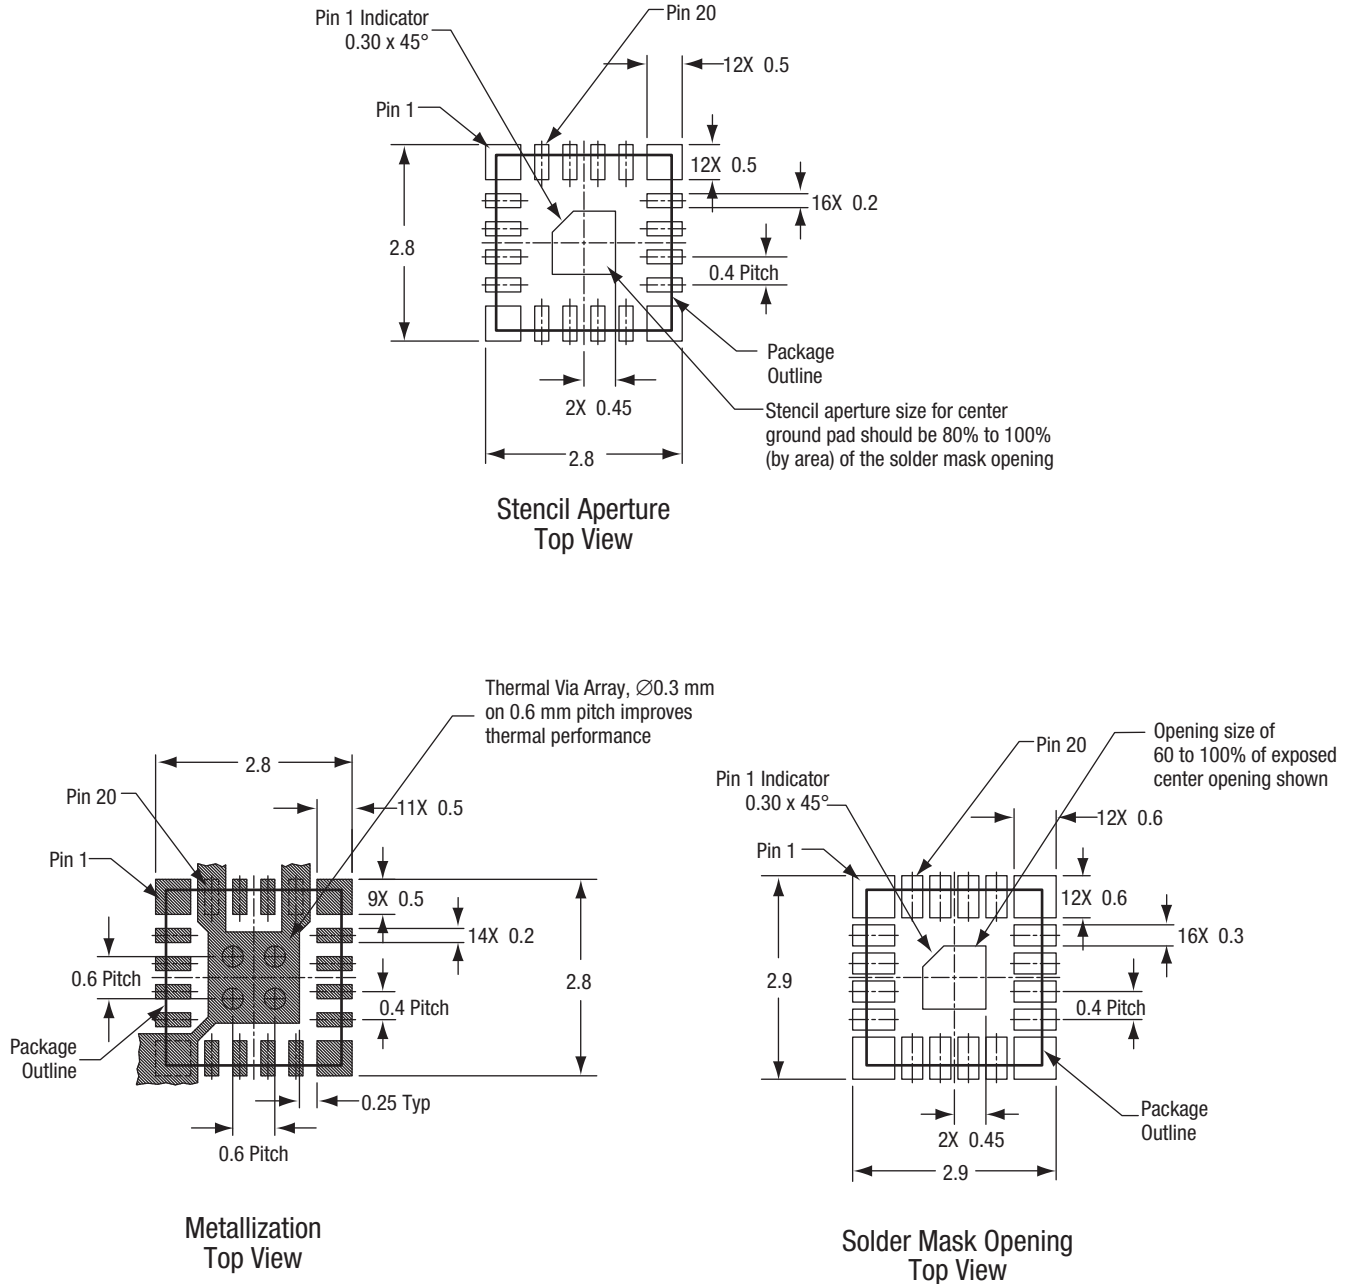 Pin 1 Indicator
0.30 x 45°
Pin 20
12X 0.5
Pin 1
12X 0.5
16X 0.2
2.8
0.4 Pitch
Package
Outline
2X 0.45
Stencil aperture size for center
ground pad should be 80% to 100%
(by area) of the solder mask opening
2.8
Stencil Aperture
Top View
Thermal Via Array, ∅0.3 mm
on 0.6 mm pitch improves
thermal performance
2.8
Pin 20
11X 0.5
Pin 1
9X 0.5
14X 0.2
0.6 Pitch
2.8
0.4 Pitch
Package
Outline
0.25 Typ
0.6 Pitch
Metallization
Top View
Opening size of
60 to 100% of exposed
center opening shown
Pin 20
Pin 1 Indicator
0.30 x 45°
12X 0.6
Pin 1
12X 0.6
16X 0.3
2.9
0.4 Pitch
Package
Outline
2X 0.45
2.9
Solder Mask Opening
Top View